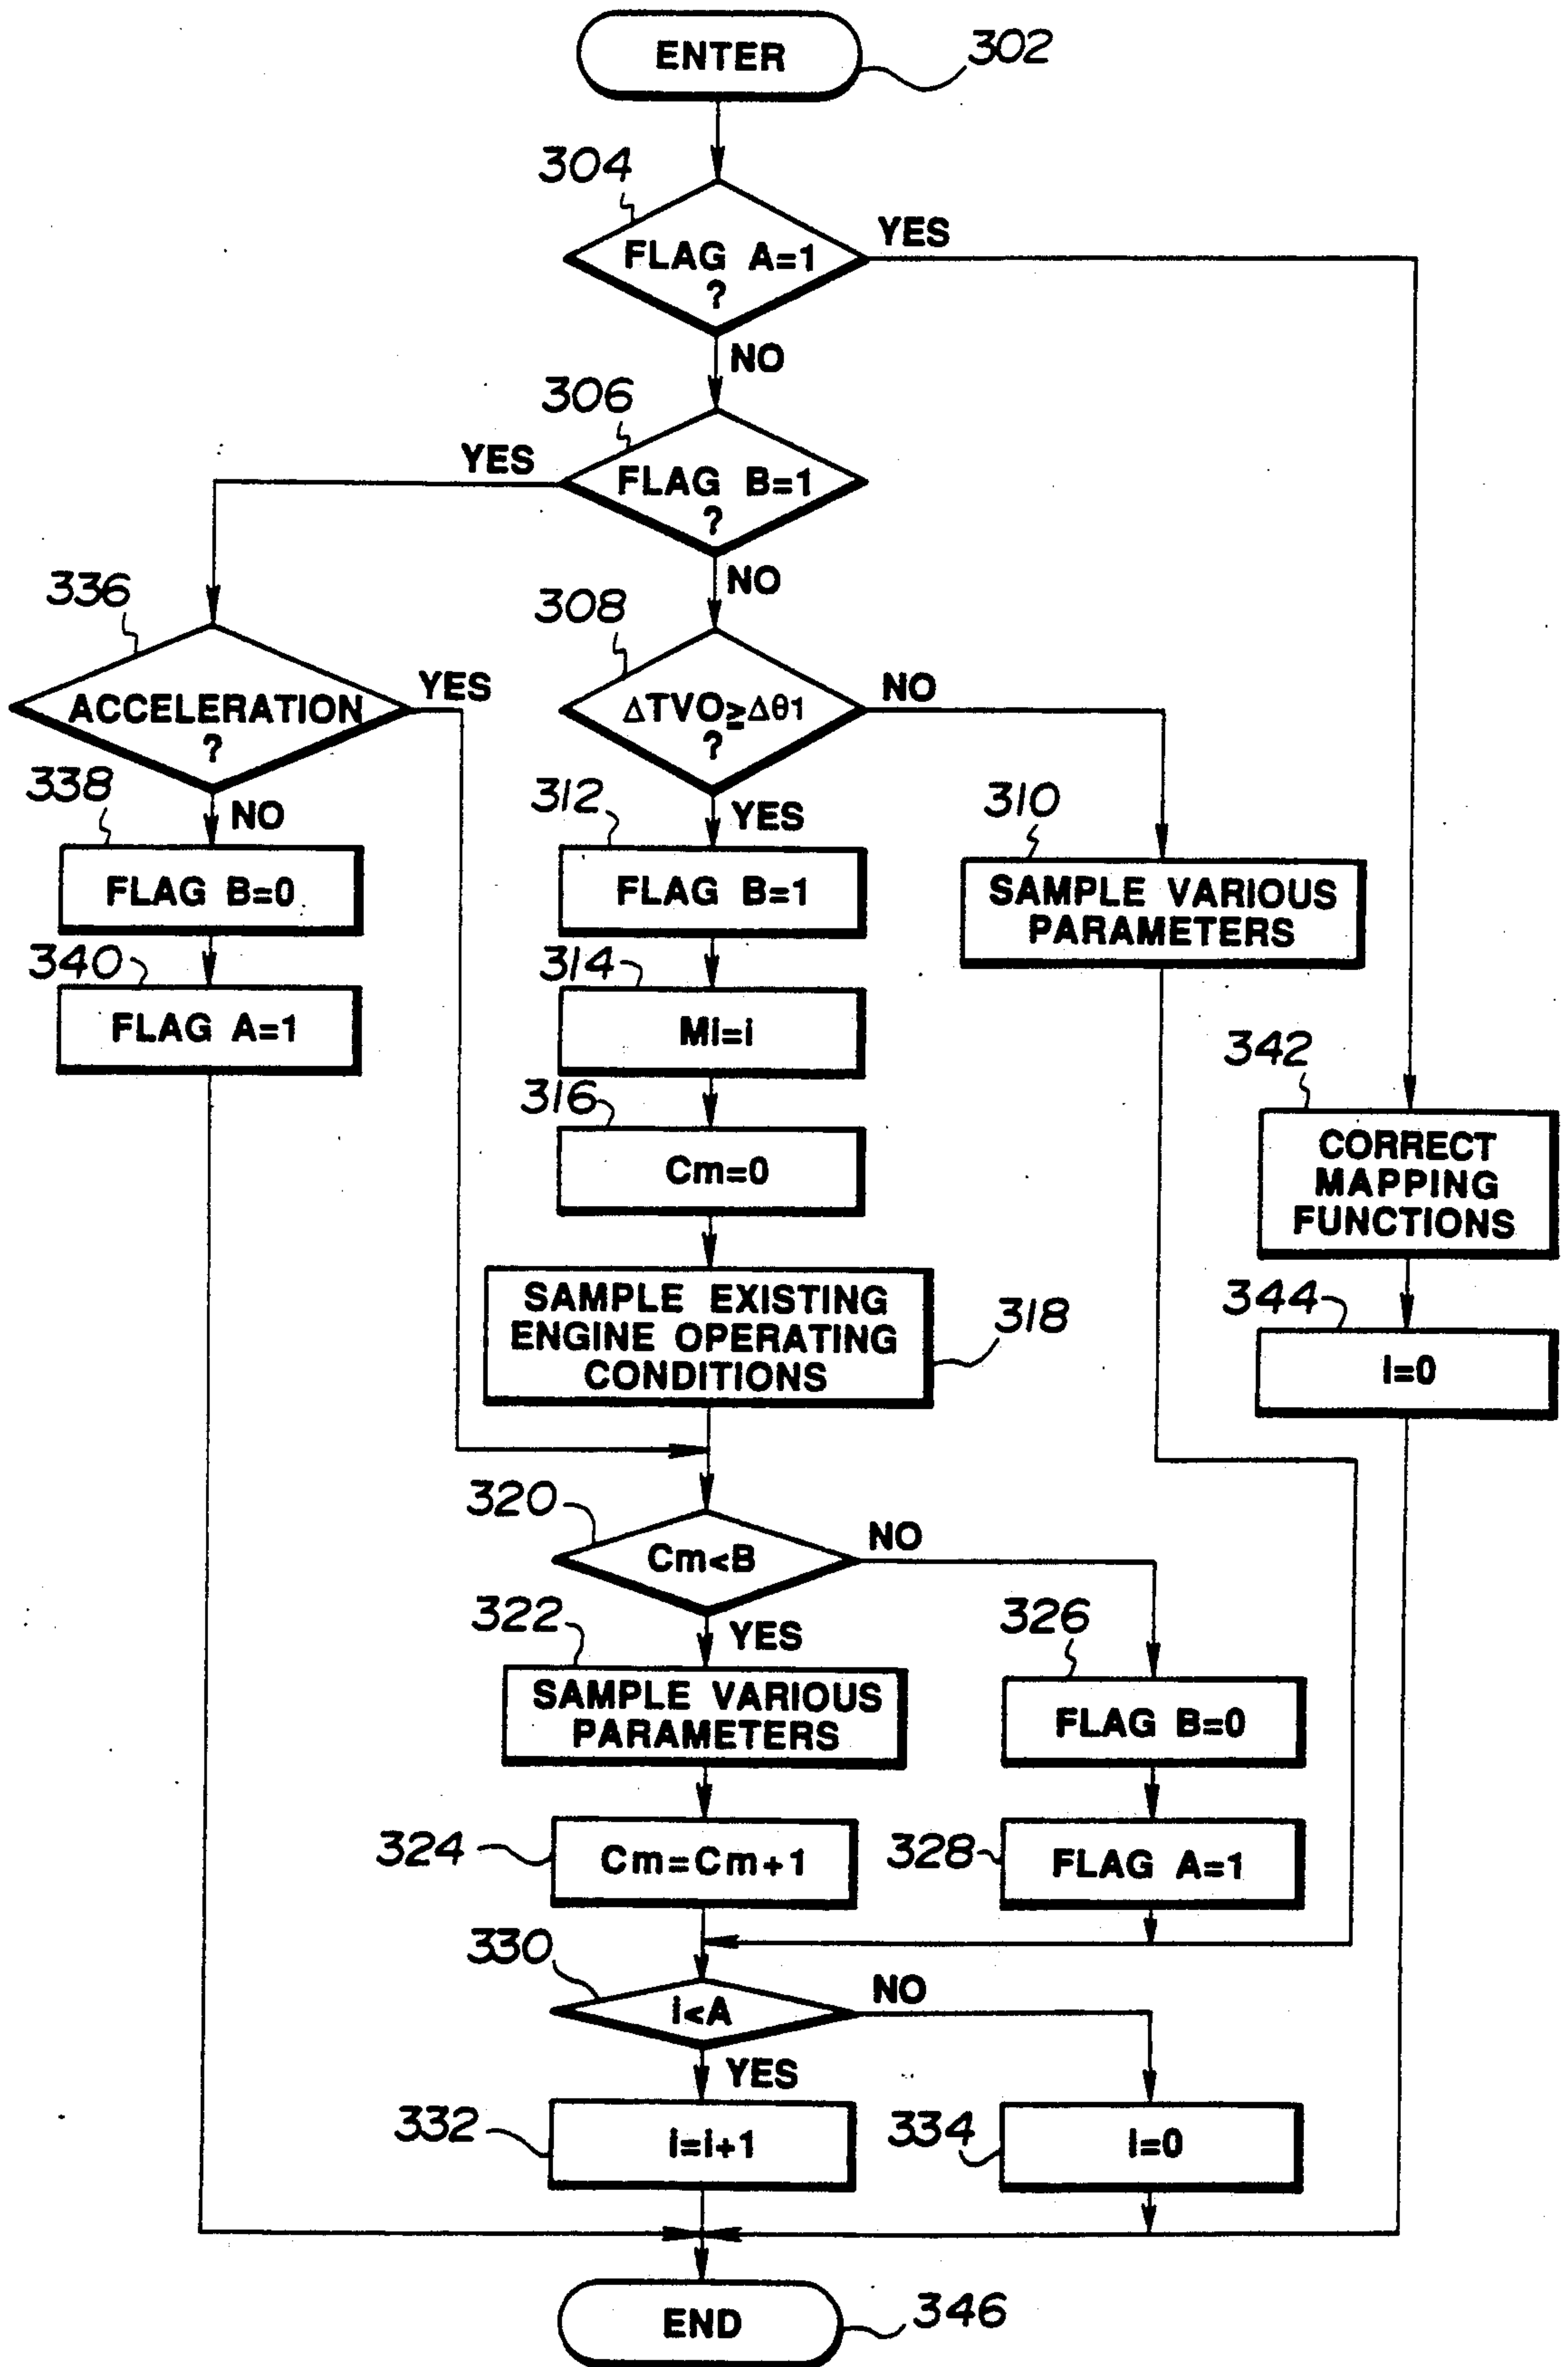 ENTER
302
304
FLAG A=1
?
YES
NO
306
FLAG B=1
?
YES
NO
336
ACCELERATION
?
YES
NO
308
ΔTVO≧Δθ1
?
NO
YES
338
FLAG B=0
312
FLAG B=1
310
SAMPLE VARIOUS
PARAMETERS
340
FLAG A=1
314
Mi=i
316
Cm=0
342
CORRECT
MAPPING
FUNCTIONS
318
SAMPLE EXISTING
ENGINE OPERATING
CONDITIONS
344
i=0
320
Cm<B
NO
YES
322
SAMPLE VARIOUS
PARAMETERS
326
FLAG B=0
324
Cm=Cm+1
328
FLAG A=1
330
i<A
NO
YES
332
i=i+1
334
i=0
END
346